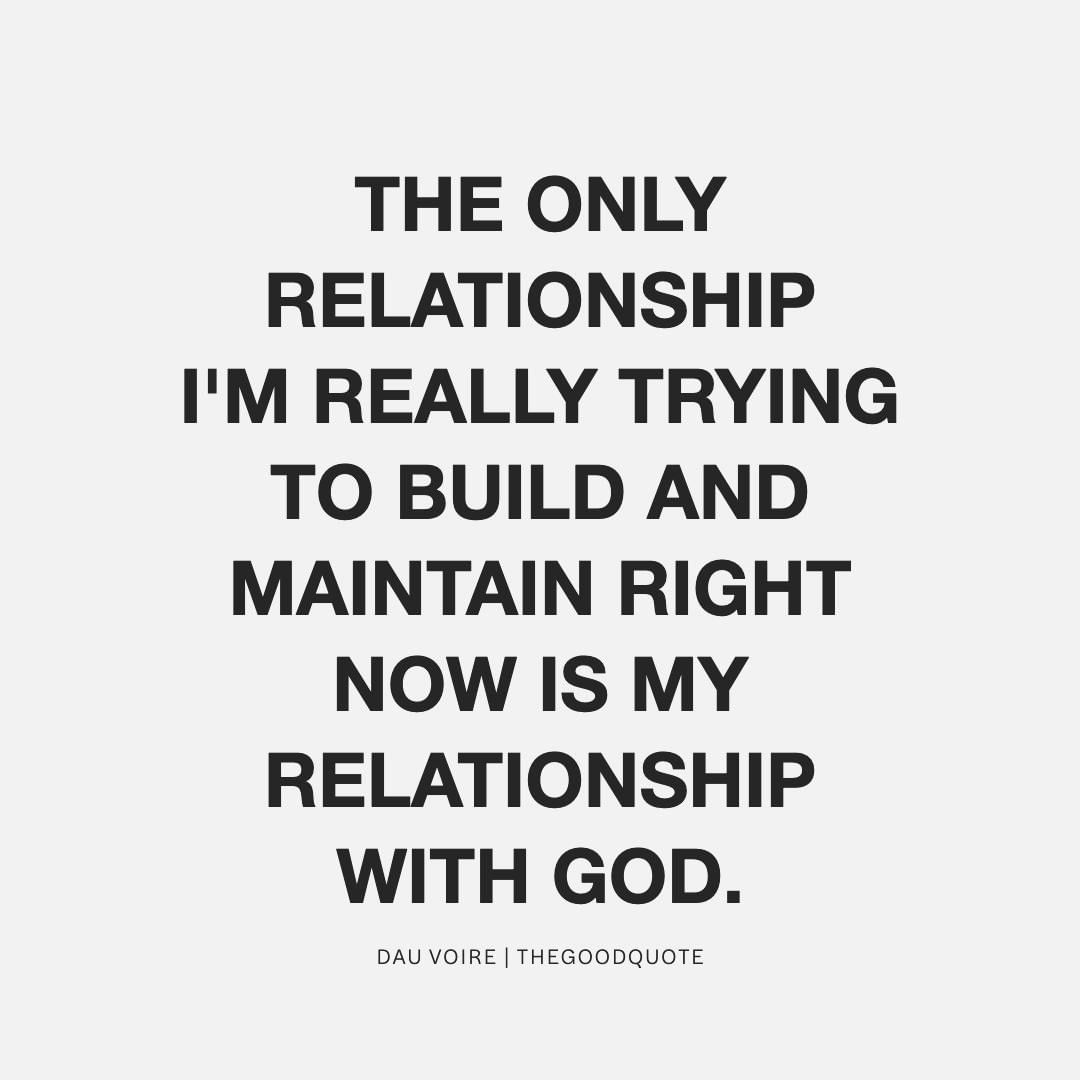 THE ONLY
RELATIONSHIP
I'M REALLY TRYING
TO BUILD AND
MAINTAIN RIGHT
NOW IS MY
RELATIONSHIP
WITH GOD.
DAU VOIRE | THEGOODQUOTE